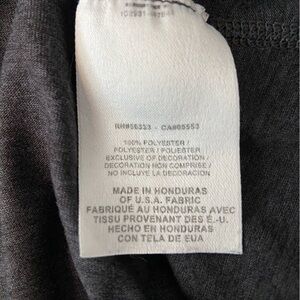 RN#56323 - CA#05553
100% POLYESTER /
POLYESTER / POLIESTER
EXCLUSIVE OF DECORATION /
DECORATION NON COMPRISE /
NO INCLUYE LA DECORACION
MADE IN HONDURAS
OF U.S.A. FABRIC
FABRIQUÉ AU HONDURAS AVEC
TISSU PROVENANT DES É.-U.
HECHO EN HONDURAS
CON TELA DE EUA